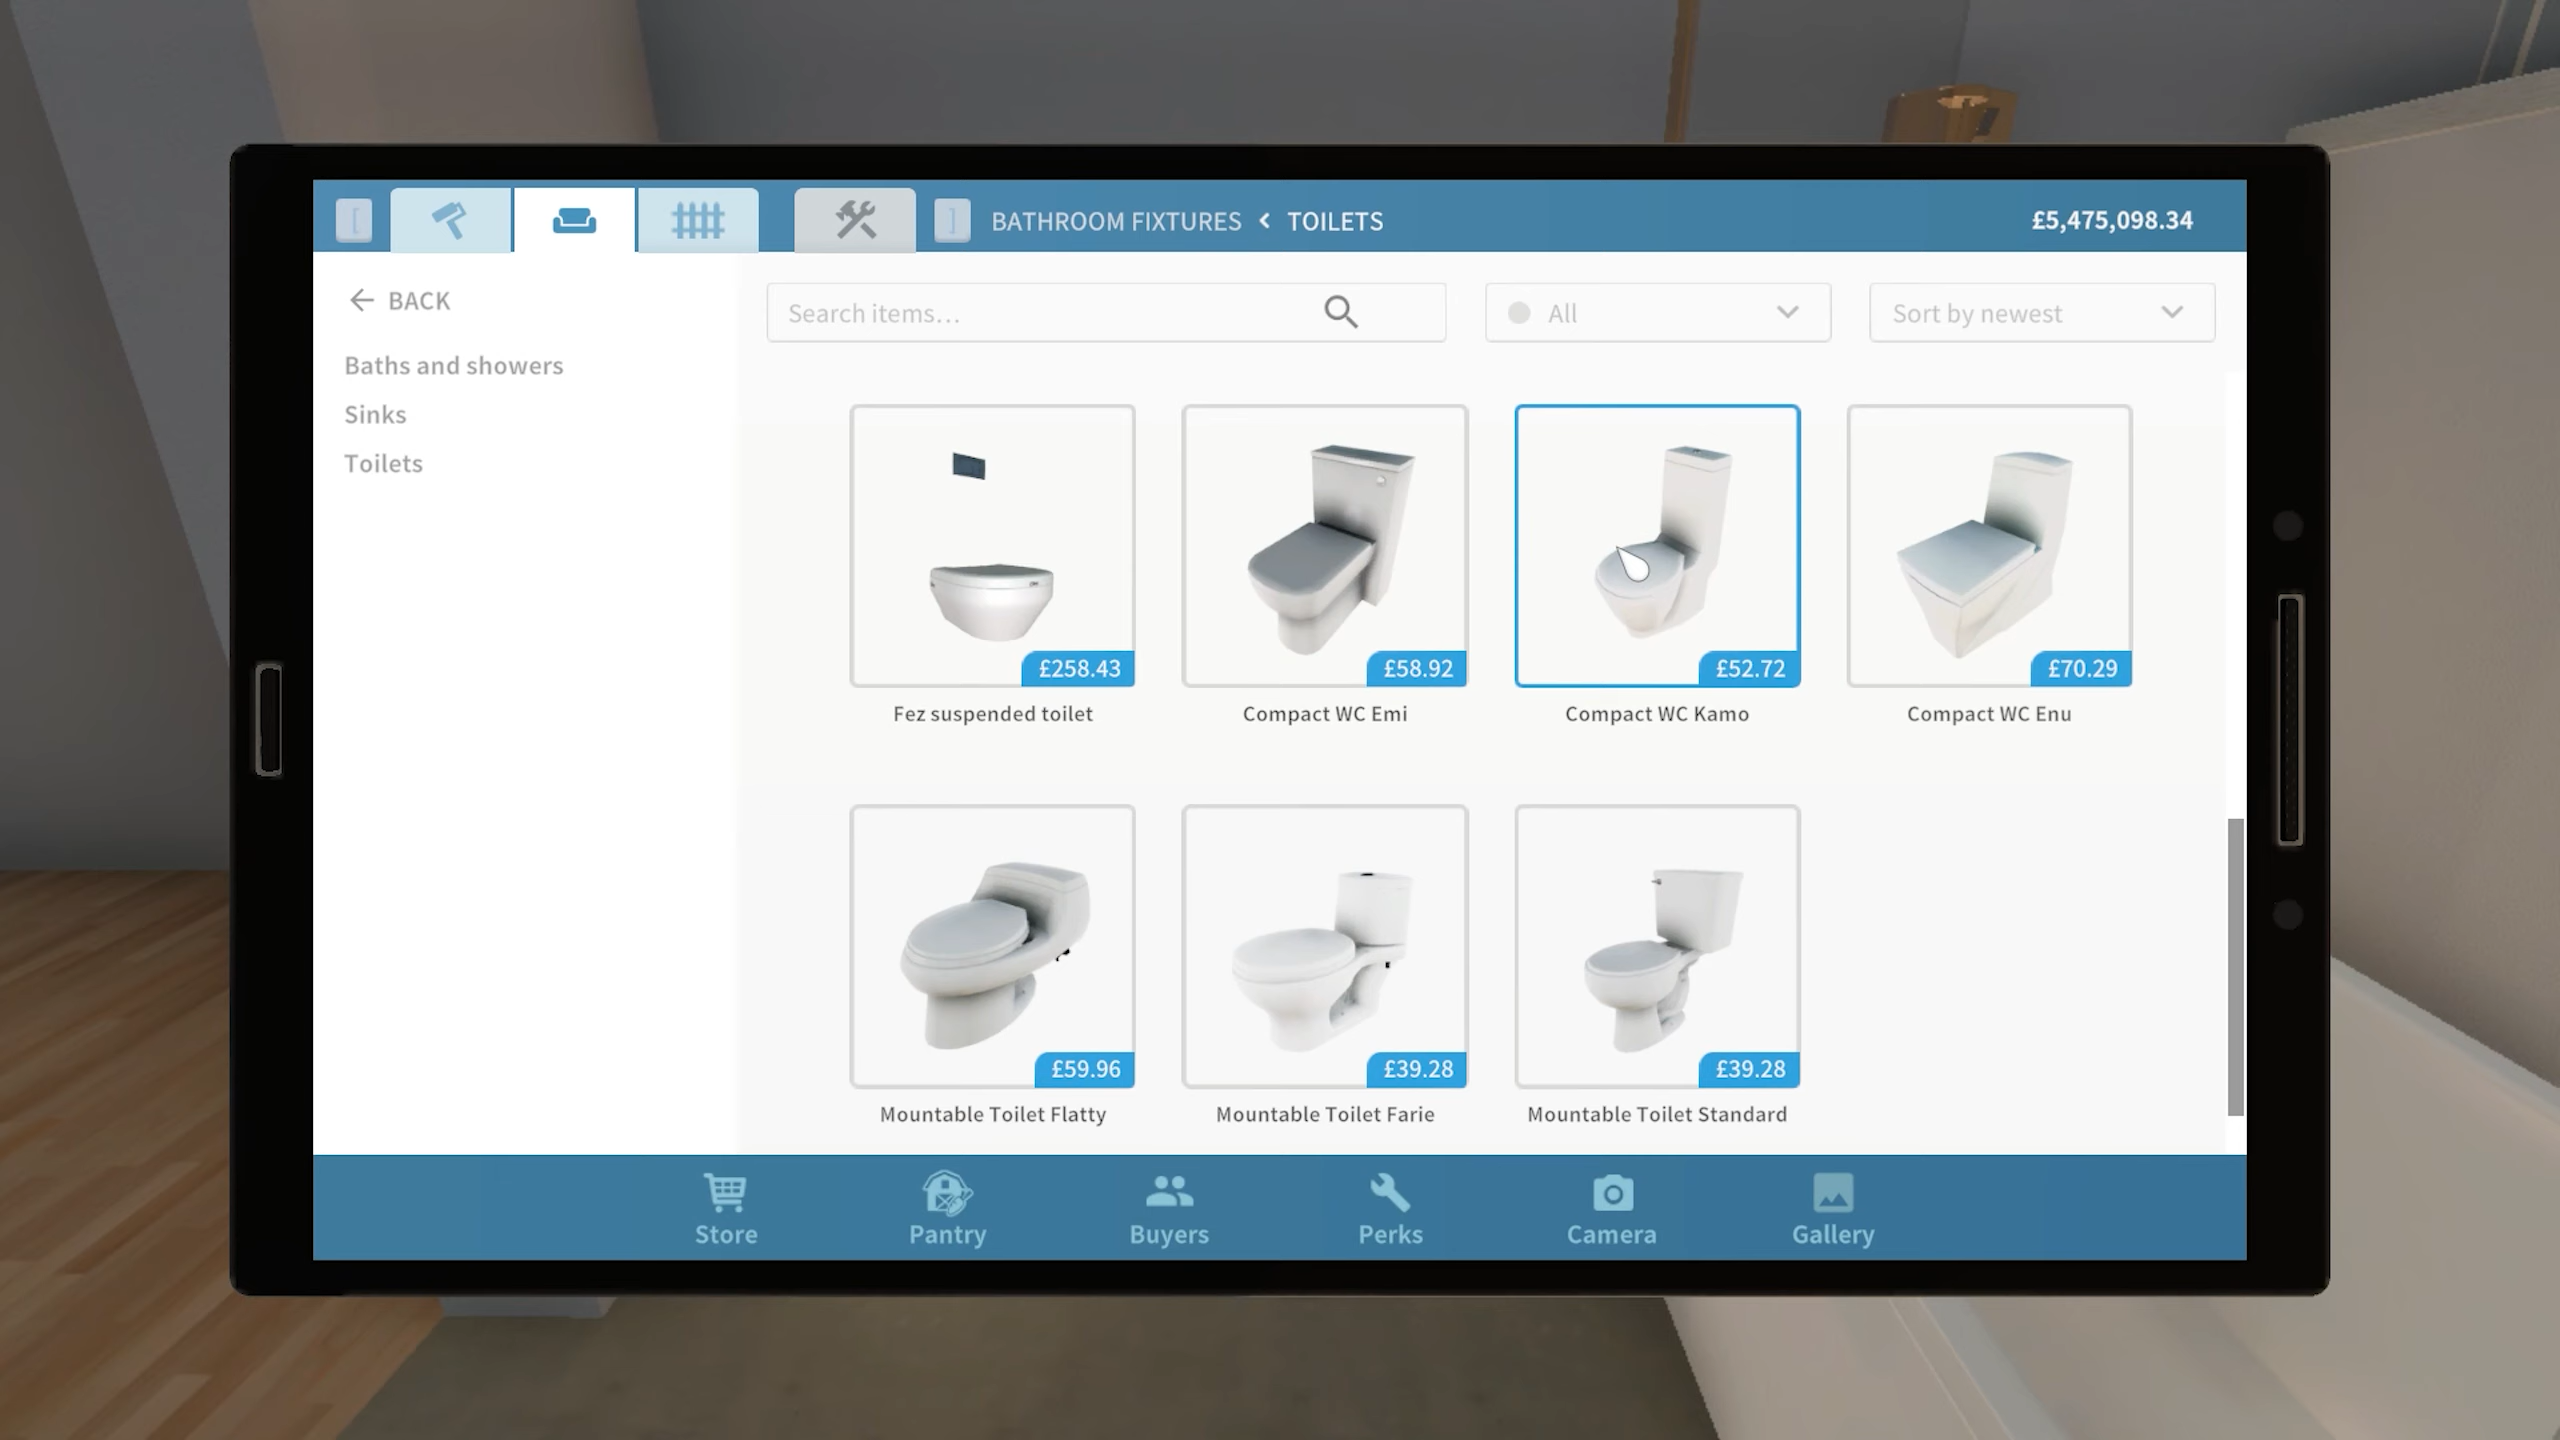 [
]
BATHROOM FIXTURES < TOILETS
£5,475,098.34
BACK
Baths and showers
Sinks
Toilets
Search items...
All
Sort by newest
£258.43
Fez suspended toilet
£58.92
Compact WC Emi
£52.72
Compact WC Kamo
£70.29
Compact WC Enu
£59.96
Mountable Toilet Flatty
£39.28
Mountable Toilet Farie
£39.28
Mountable Toilet Standard
Store
Pantry
Buyers
Perks
Camera
Gallery